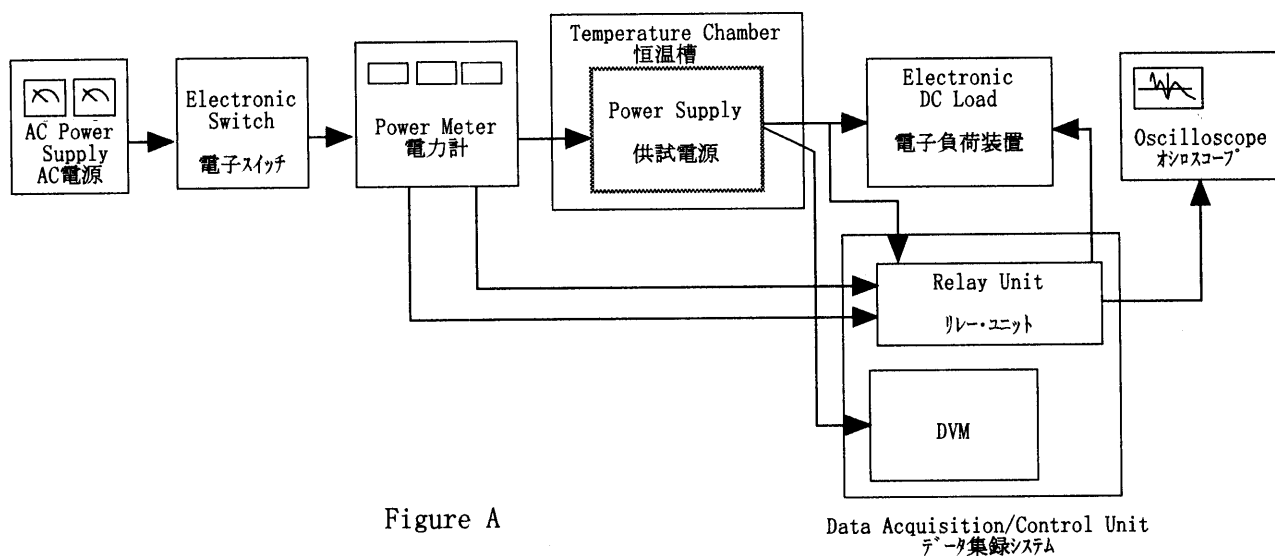 AC Power
Supply
AC電源
Electronic
Switch
電子スイッチ
Power Meter
電力計
Temperature Chamber
恒温槽
Power Supply
供試電源
Electronic
DC Load
電子負荷装置
Oscilloscope
オシロスコープ
Relay Unit
リレー・ユニット
DVM
Data Acquisition/Control Unit
データ集録システム
Figure A